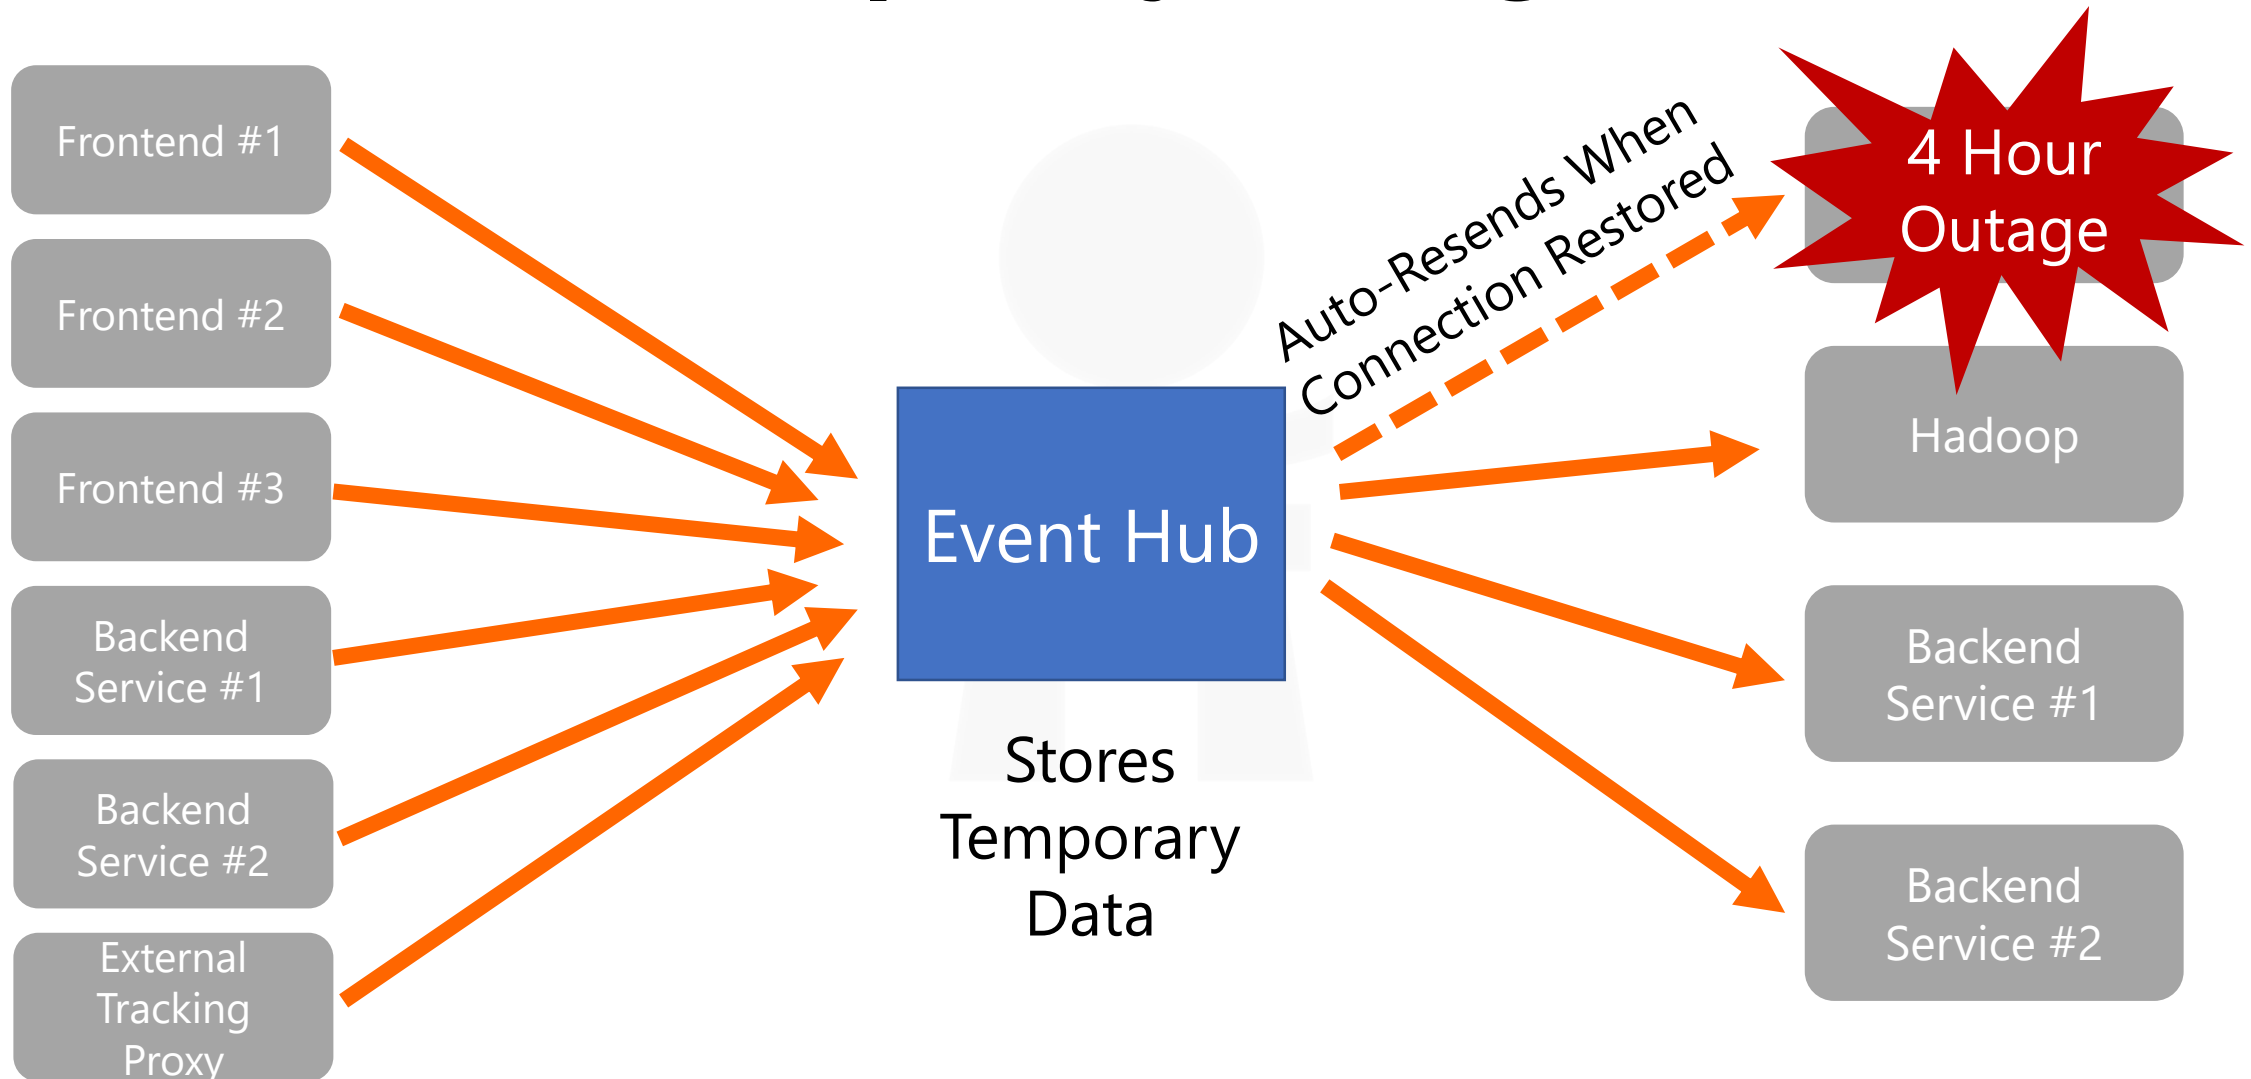 Frontend #1
Frontend #2
Frontend #3
Backend
Service #1
Backend
Service #2
External
Tracking
Proxy
Event Hub
Stores
Temporary
Data
Auto-Resends When
Connection Restored
4 Hour
Outage
Hadoop
Backend
Service #1
Backend
Service #2